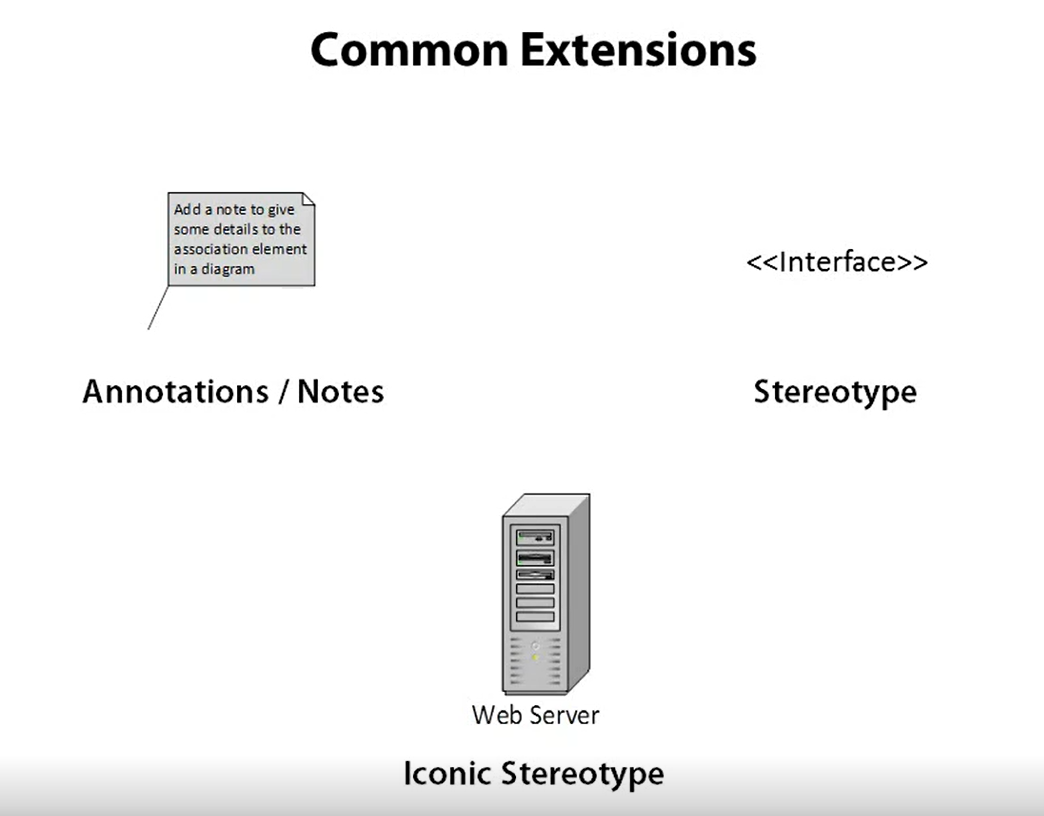 Common Extensions
Add a note to give
some details to the
association element
in a diagram
<<Interface>>
Annotations / Notes
Stereotype
Web Server
Iconic Stereotype